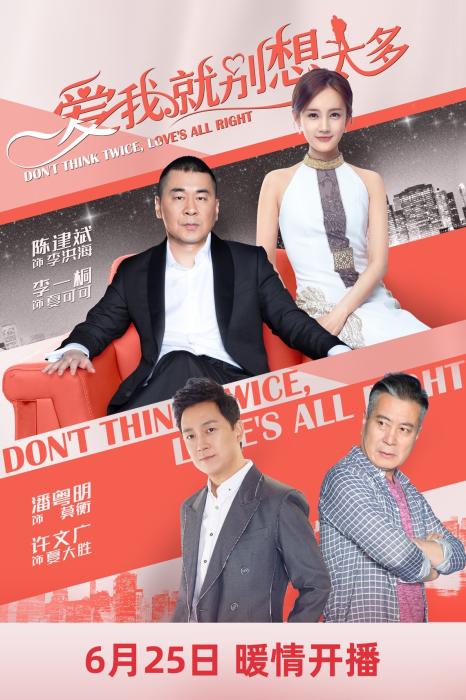 爱我就别想太多
DON'T THINK TWICE, LOVE'S ALL RIGHT
陈建斌
饰李洪海
李一桐
饰夏可可
DON'T THINK TWICE,
LOVE'S ALL RIGHT
潘粤明
饰 莫衡
许文广
饰夏大胜
6月25日 暖情开播